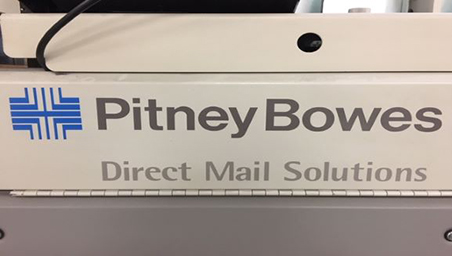 Pitney Bowes
Direct Mail Solutions